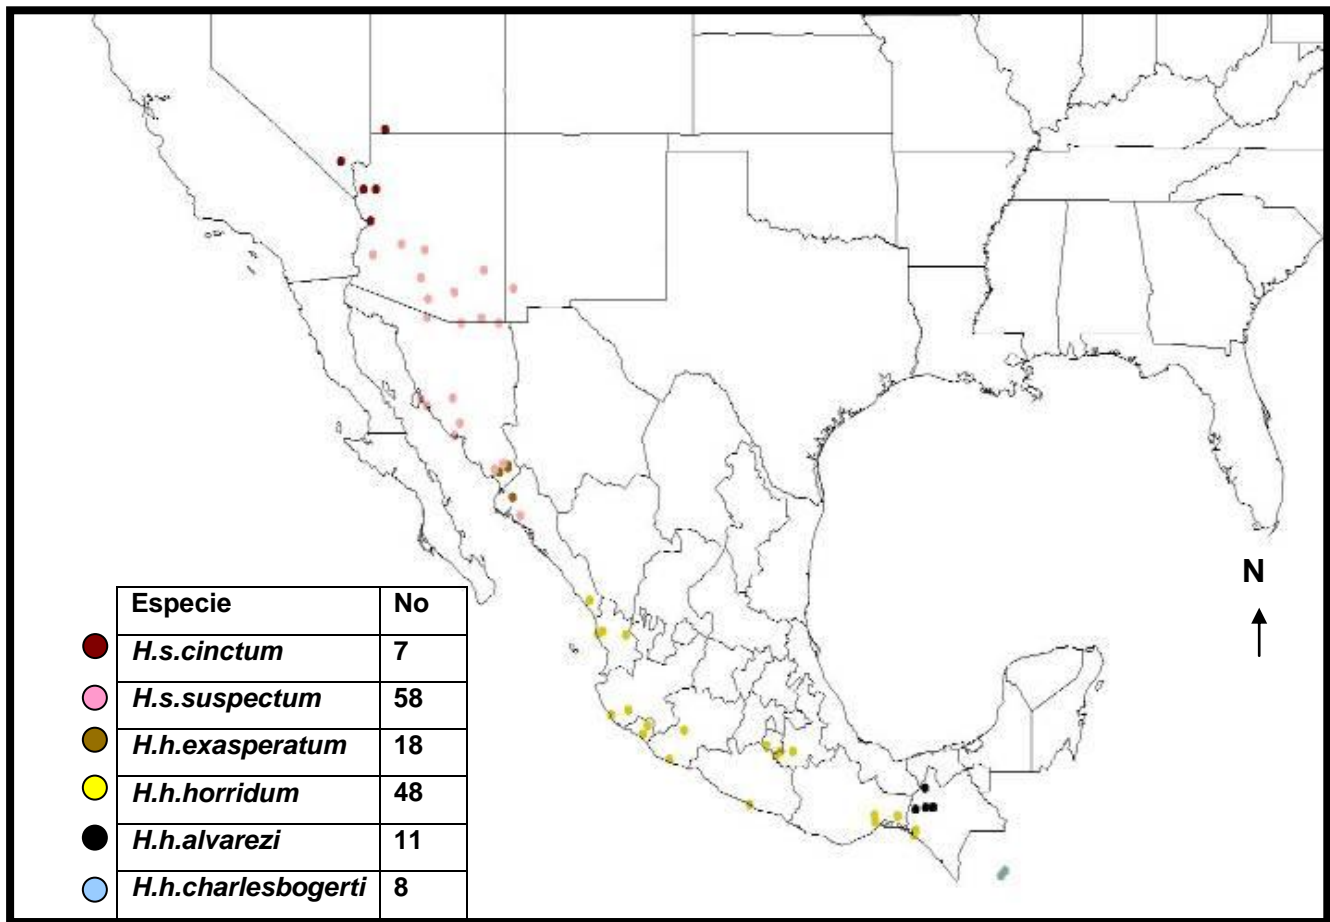 N
Especie No
H.s.cinctum 7
H.s.suspectum 58
H.h.exasperatum 18
H.h.horridum 48
H.h.alvarezi 11
H.h.charlesbogerti 8